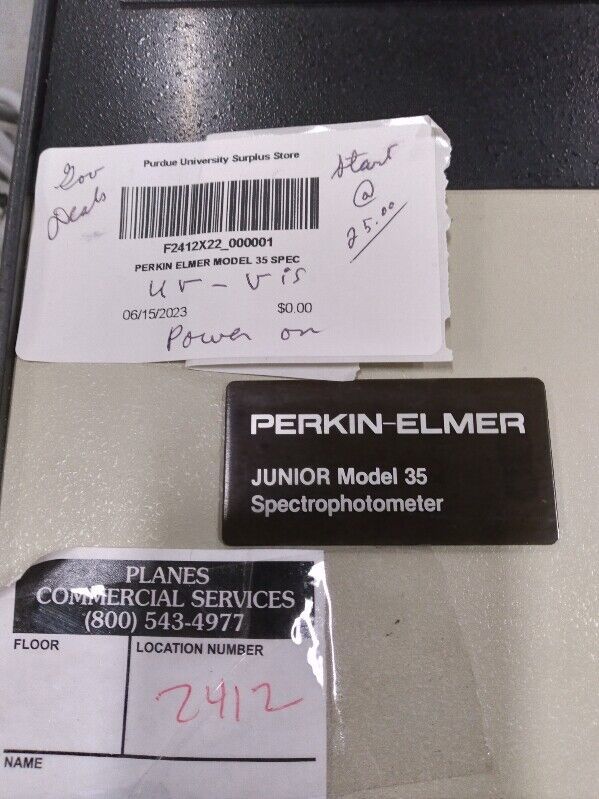 Purdue University Surplus Store
Gov
Deals
Start
@
25.00
F2412X22_000001
PERKIN ELMER MODEL 35 SPEC
UV - Vis
06/15/2023 $0.00
Power on
PERKIN-ELMER
JUNIOR Model 35
Spectrophotometer
PLANES
COMMERCIAL SERVICES
(800) 543-4977
FLOOR
LOCATION NUMBER
2412
NAME